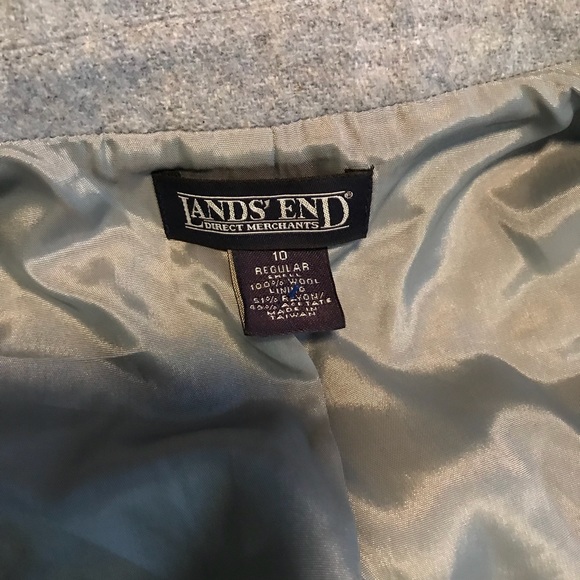 LANDS' END®
DIRECT MERCHANTS
10
REGULAR
SHELL
100% WOOL
LINING
51% RAYON/
49% ACETATE
MADE IN
TAIWAN